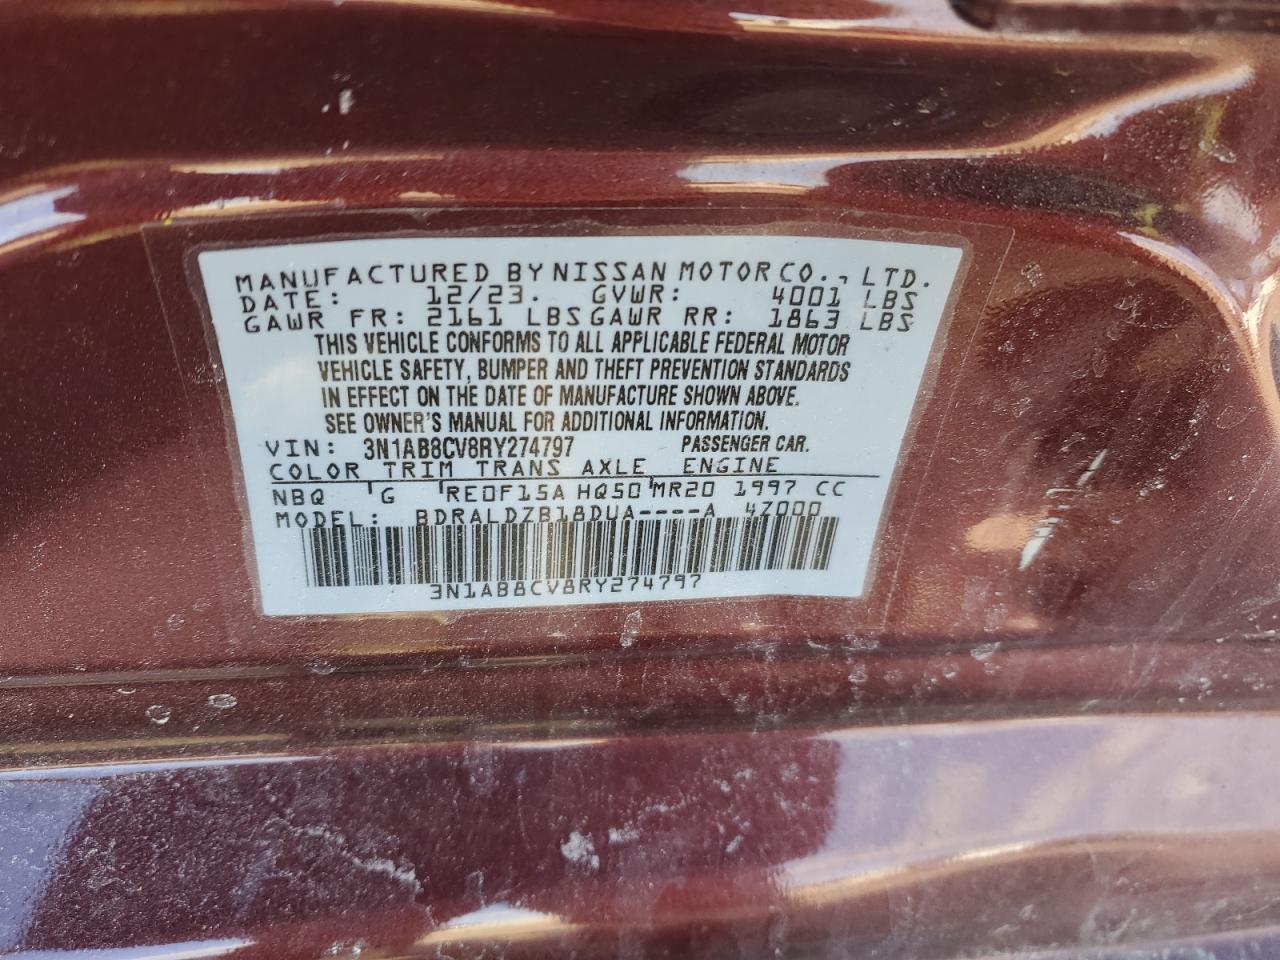 MANUFACTURED BY NISSAN MOTOR CO., LTD.
DATE: 12/23. GVWR: 4001 LBS
GAWR FR: 2161 LBS GAWR RR: 1863 LBS
THIS VEHICLE CONFORMS TO ALL APPLICABLE FEDERAL MOTOR
VEHICLE SAFETY, BUMPER AND THEFT PREVENTION STANDARDS
IN EFFECT ON THE DATE OF MANUFACTURE SHOWN ABOVE.
SEE OWNER'S MANUAL FOR ADDITIONAL INFORMATION.
VIN: 3N1AB8CV8RY274797 PASSENGER CAR.
COLOR TRIM TRANS AXLE ENGINE
NBQ G RE0F15A HQ50 MR20 1997 CC
MODEL: BDRALDZB18DUA----A 4Z000
3N1AB8CV8RY274797